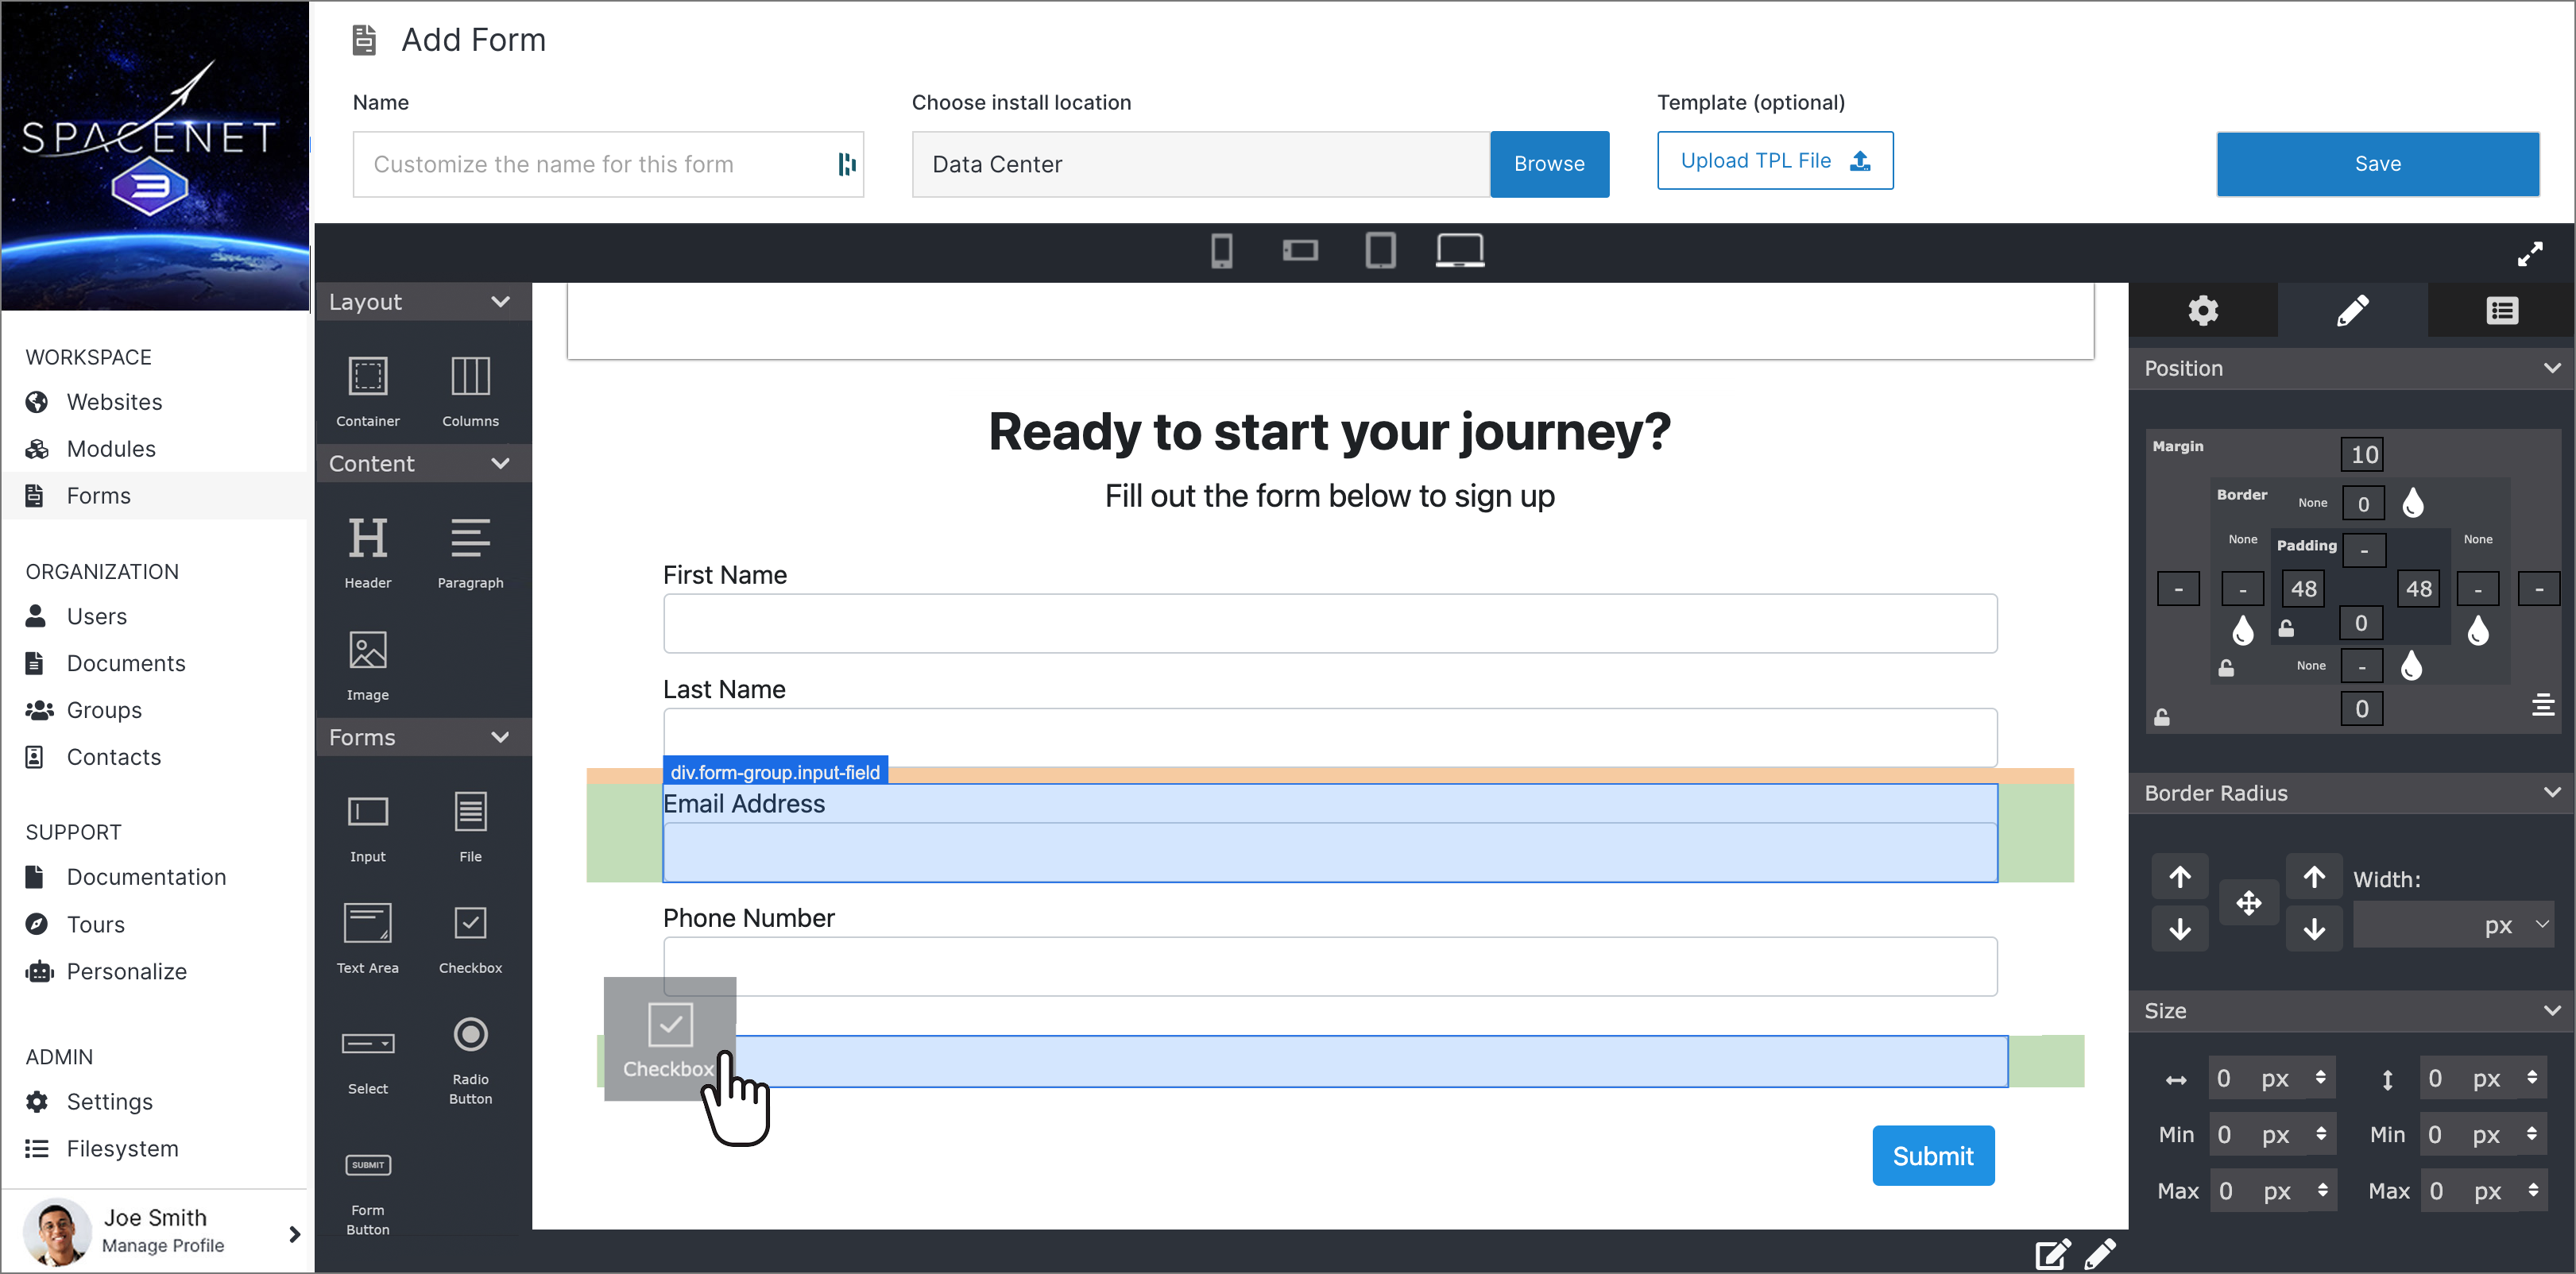 SPACENET
3
WORKSPACE
Websites
Modules
Forms
ORGANIZATION
Users
Documents
Groups
Contacts
SUPPORT
Documentation
Tours
Personalize
ADMIN
Settings
Filesystem
Joe Smith
Manage Profile
Add Form
Name
Choose install location
Template (optional)
Customize the name for this form
Data Center
Browse
Upload TPL File
Save
Layout
Container
Columns
Content
Header
Paragraph
Image
Forms
Input
File
Text Area
Checkbox
Select
Radio
Button
SUBMIT
Form
Button
Ready to start your journey?
Fill out the form below to sign up
First Name
Last Name
div.form-group.input-field
Email Address
Phone Number
Checkbox
Submit
Position
Margin
10
Border
None
0
None
Padding
-
None
-
-
48
48
-
-
0
None
-
0
Border Radius
Width:
px
Size
0 px
0 px
Min 0 px
Min 0 px
Max 0 px
Max 0 px